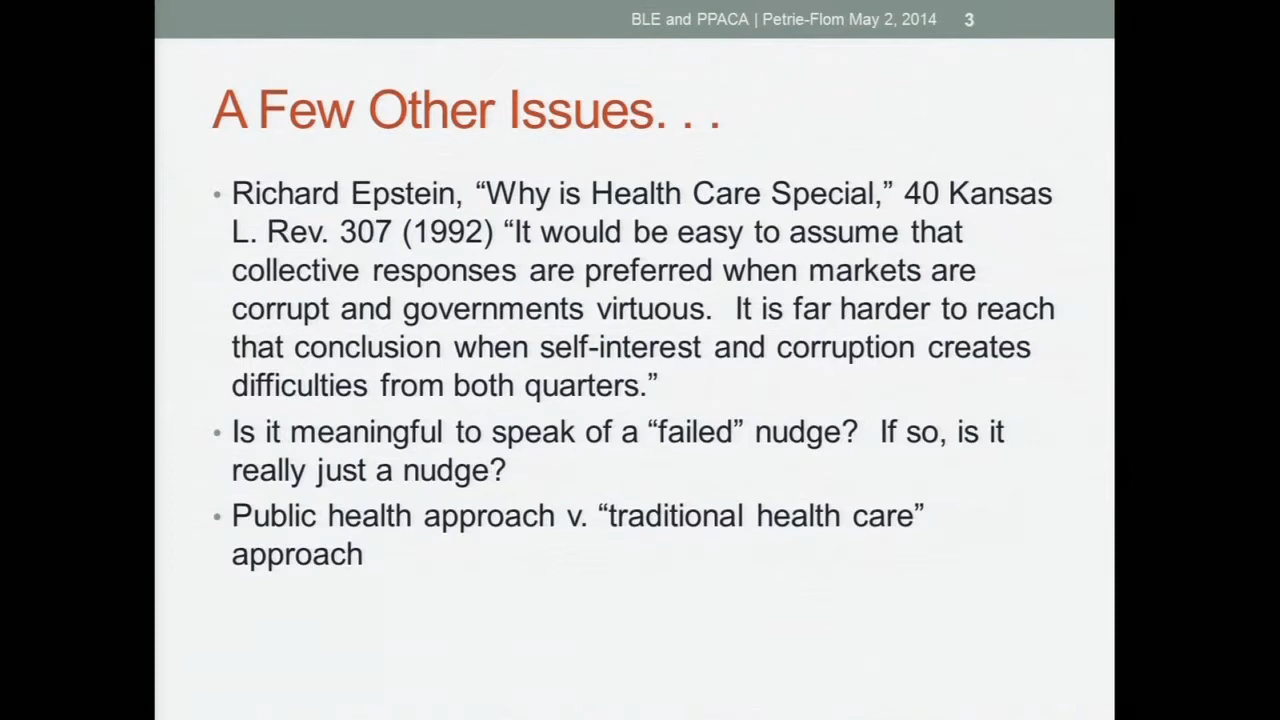 BLE and PPACA | Petrie-Flom May 2, 2014 3
A Few Other Issues. . .
• Richard Epstein, “Why is Health Care Special,” 40 Kansas
L. Rev. 307 (1992) “It would be easy to assume that
collective responses are preferred when markets are
corrupt and governments virtuous.  It is far harder to reach
that conclusion when self-interest and corruption creates
difficulties from both quarters.”
• Is it meaningful to speak of a “failed” nudge?  If so, is it
really just a nudge?
• Public health approach v. “traditional health care”
approach